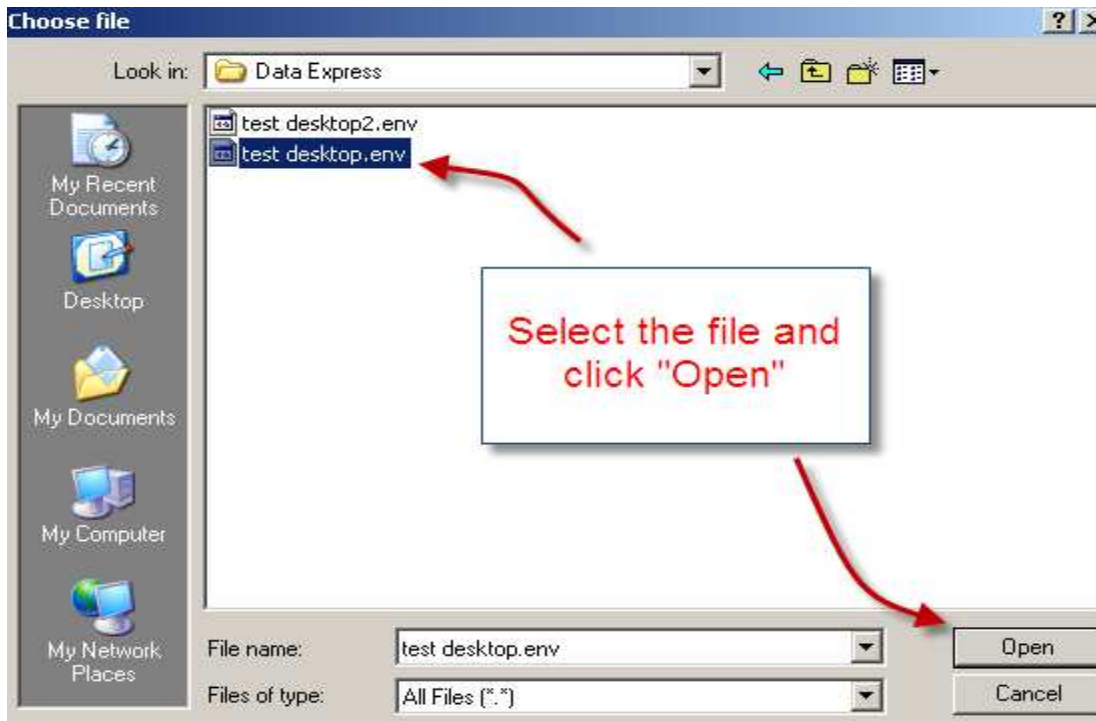 Choose file
Look in:
Data Express
My Recent
Documents
Desktop
My Documents
My Computer
My Network
Places
test desktop2.env
test desktop.env
Select the file and
click "Open"
File name:
test desktop.env
Open
Files of type:
All Files (*.*)
Cancel